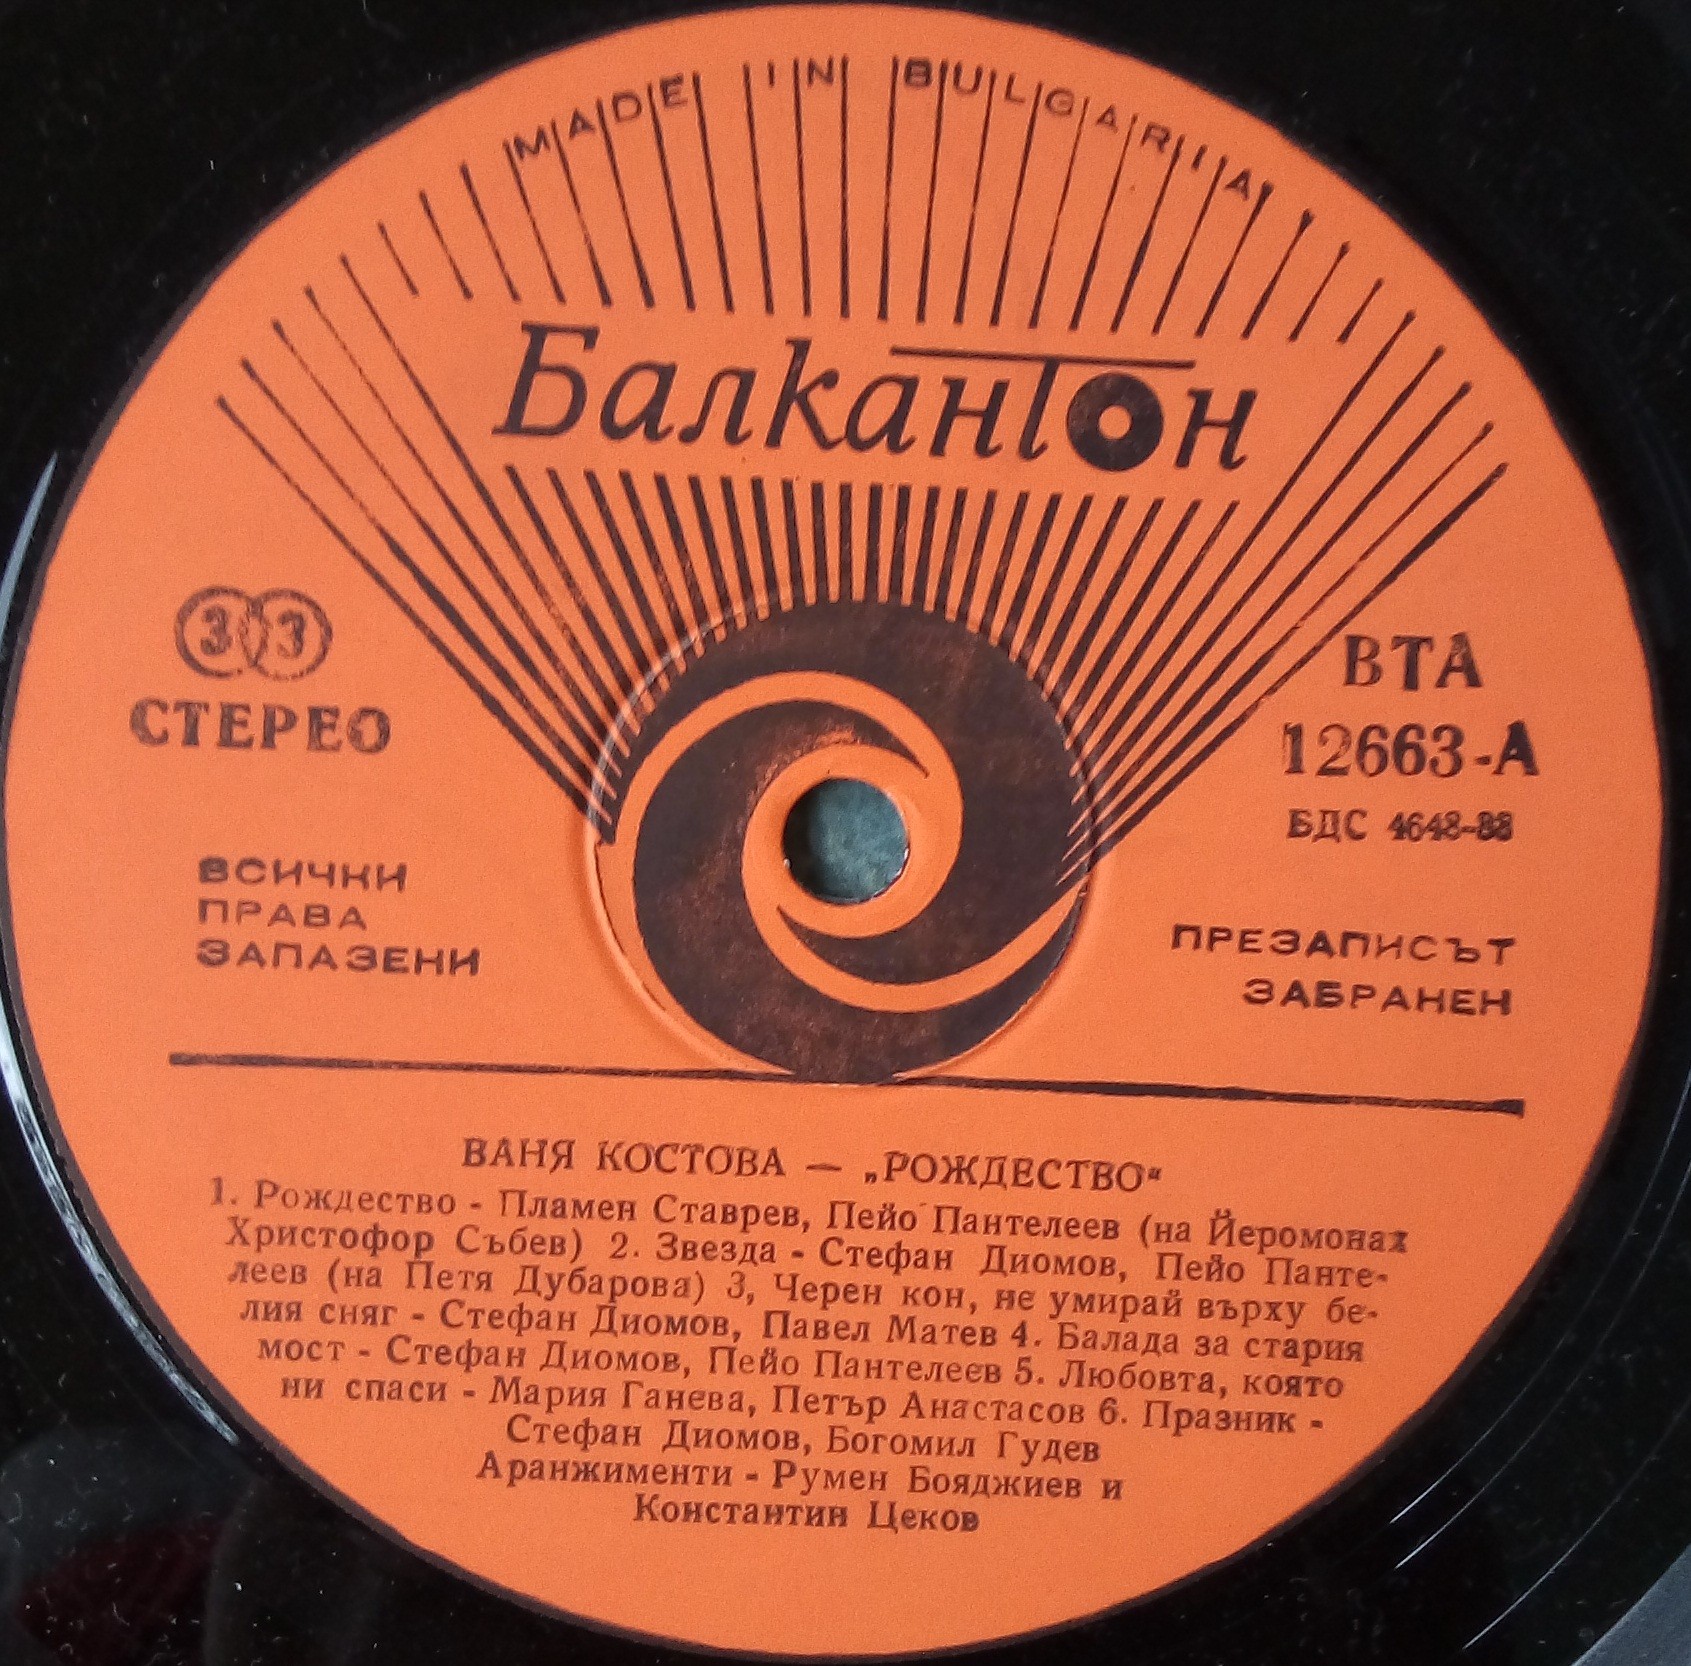 MADE IN BULGARIA
Балкантон
33
СТЕРЕО
ВТА
12663-А
БДС 4648-88
ВСИЧКИ
ПРАВА
ЗАПАЗЕНИ
ПРЕЗАПИСЪТ
ЗАБРАНЕН
ВАНЯ КОСТОВА — „РОЖДЕСТВО“
1. Рождество - Пламен Ставрев, Пейо Пантелеев (на Йеромонах
Христофор Събев) 2. Звезда - Стефан Диомов, Пейо Панте-
леев (на Петя Дубарова) 3, Черен кон, не умирай върху бе-
лия сняг - Стефан Диомов, Павел Матев 4. Балада за стария
мост - Стефан Диомов, Пейо Пантелеев 5. Любовта, която
ни спаси - Мария Ганева, Петър Анастасов 6. Празник -
Стефан Диомов, Богомил Гудев
Аранжименти - Румен Бояджиев и
Константин Цеков